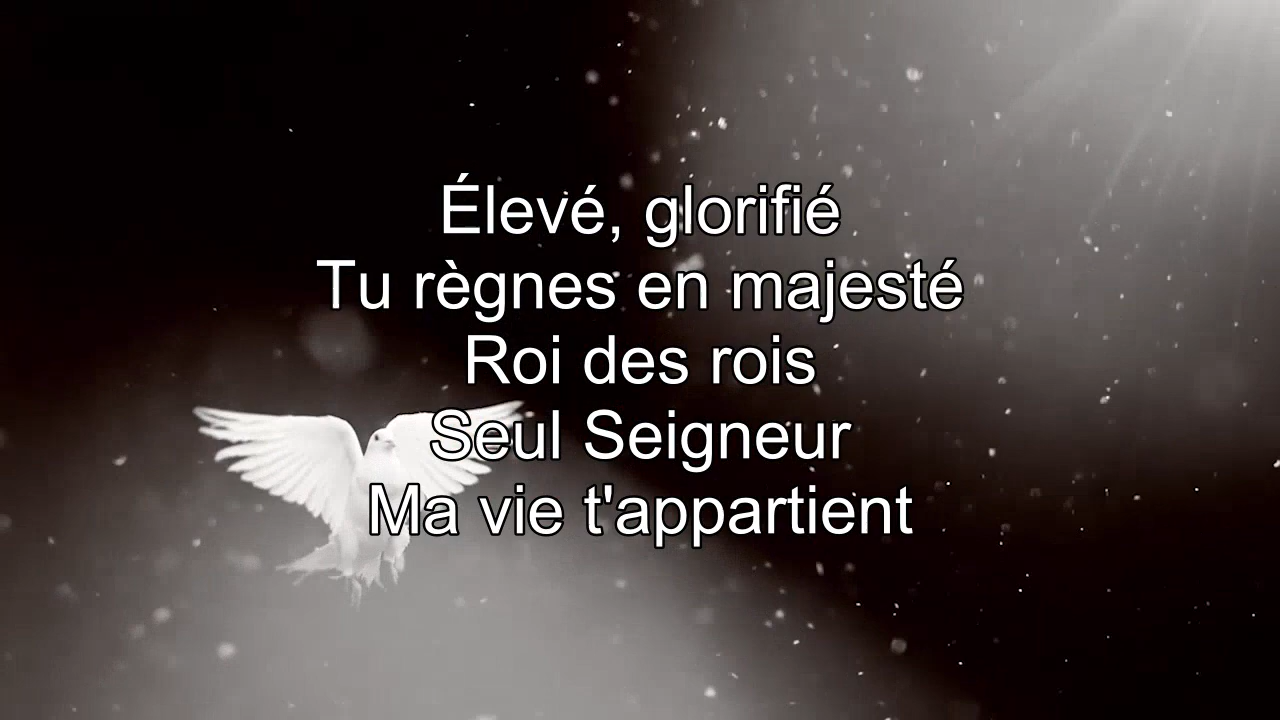 Élevé, glorifié
Tu règnes en majesté
Roi des rois
Seul Seigneur
Ma vie t'appartient